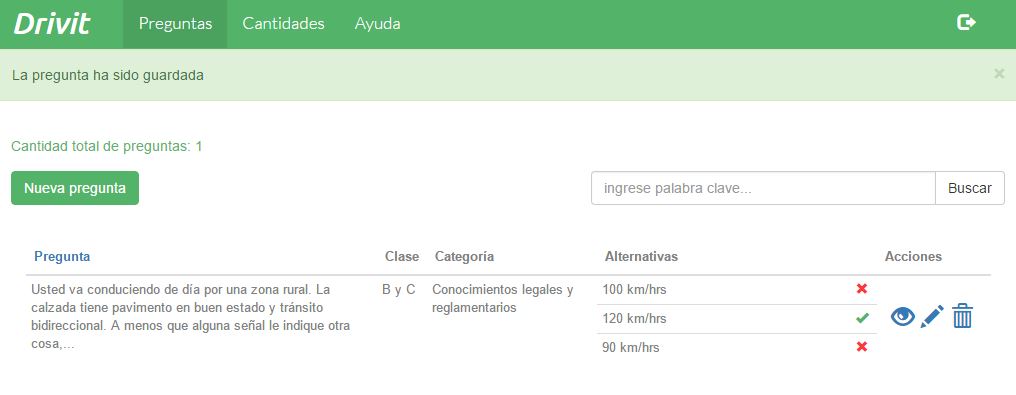 Drivit Preguntas Cantidades Ayuda
La pregunta ha sido guardada ×
Cantidad total de preguntas: 1
Nueva pregunta ingrese palabra clave... Buscar
Pregunta Clase Categoría Alternativas Acciones
Usted va conduciendo de día por una zona rural. La
calzada tiene pavimento en buen estado y tránsito
bidireccional. A menos que alguna señal le indique otra
cosa,...
B y C
Conocimientos legales y
reglamentarios
100 km/hrs
120 km/hrs
90 km/hrs